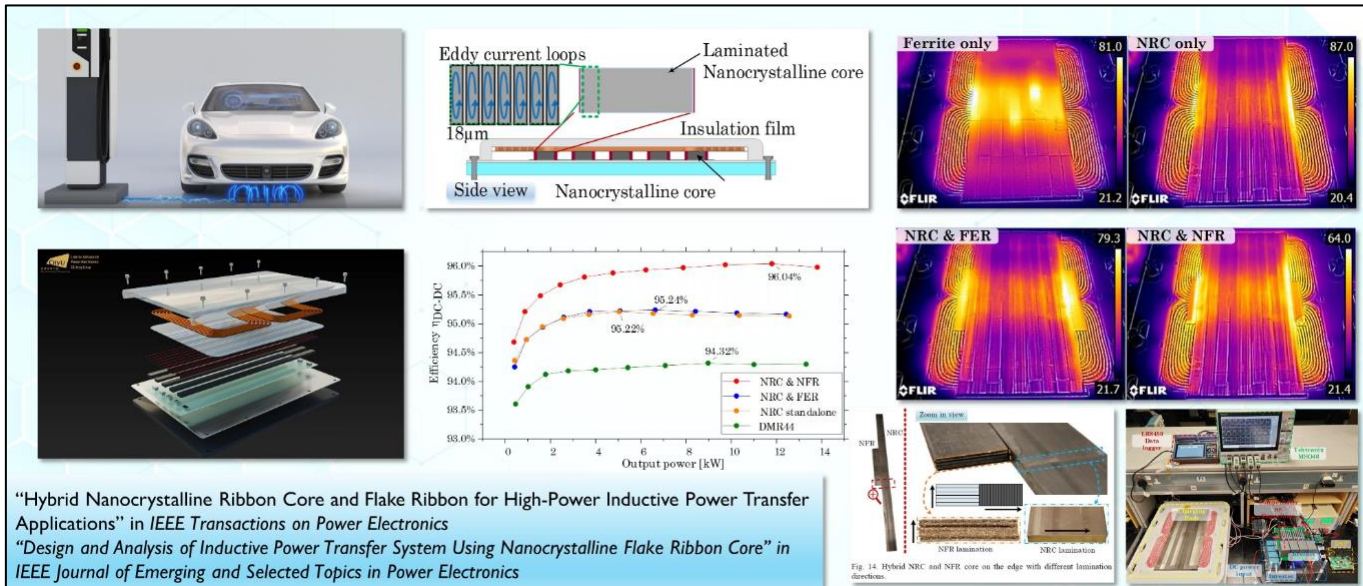 Eddy current loops
18μm
Laminated
Nanocrystalline core
Insulation film
Side view
Nanocrystalline core
Ferrite only
81.0
FLIR
21.2
NRC only
87.0
FLIR
20.4
NRC & FER
79.3
FLIR
21.7
NRC & NFR
64.0
FLIR
21.4
CityU
Efficiency ηDC-DC
96.0%
95.5%
95.0%
94.5%
94.0%
93.5%
93.0%
96.04%
95.24%
95.22%
94.32%
NRC & NFR
NRC & FER
NRC standalone
DMR44
0 2 4 6 8 10 12 14
Output power [kW]
NFR
NRC
Zoom in view
NFR lamination
NRC lamination
Fig. 14. Hybrid NRC and NFR core on the edge with different lamination
directions.
Data
logger
DC power
input
“Hybrid Nanocrystalline Ribbon Core and Flake Ribbon for High-Power Inductive Power Transfer
Applications” in IEEE Transactions on Power Electronics
“Design and Analysis of Inductive Power Transfer System Using Nanocrystalline Flake Ribbon Core” in
IEEE Journal of Emerging and Selected Topics in Power Electronics